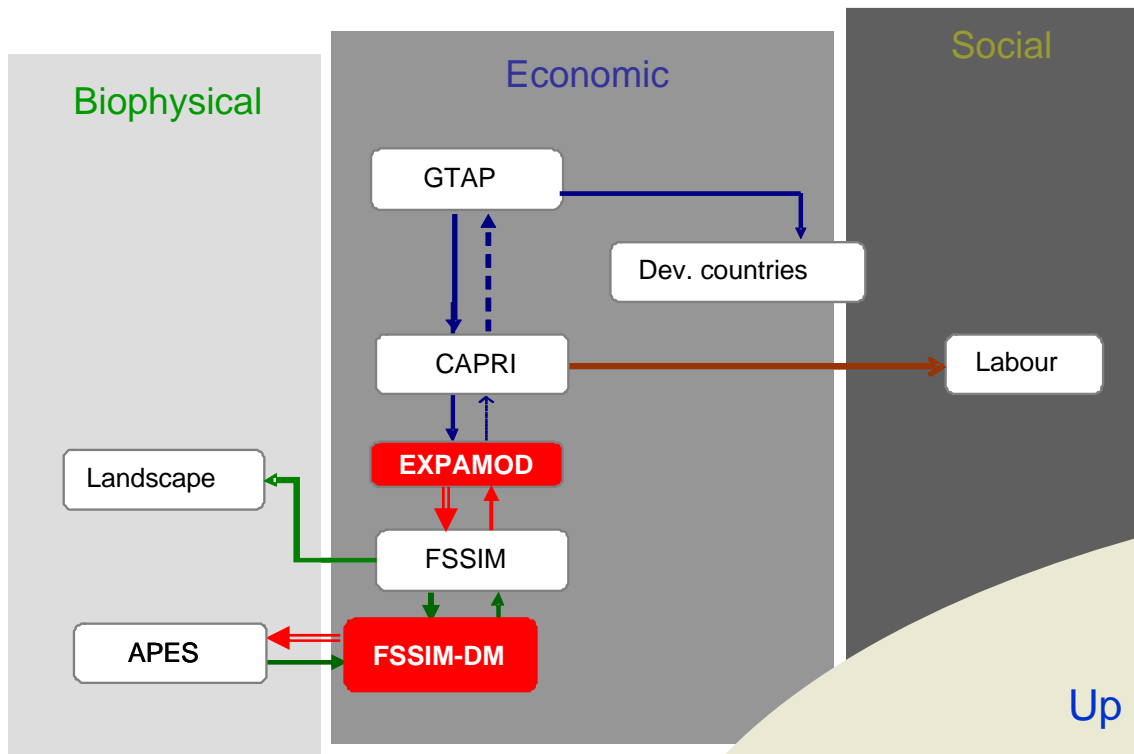 Social
Economic
Biophysical
GTAP
Dev. countries
CAPRI
Labour
EXPAMOD
Landscape
FSSIM
APES
FSSIM-DM
Up